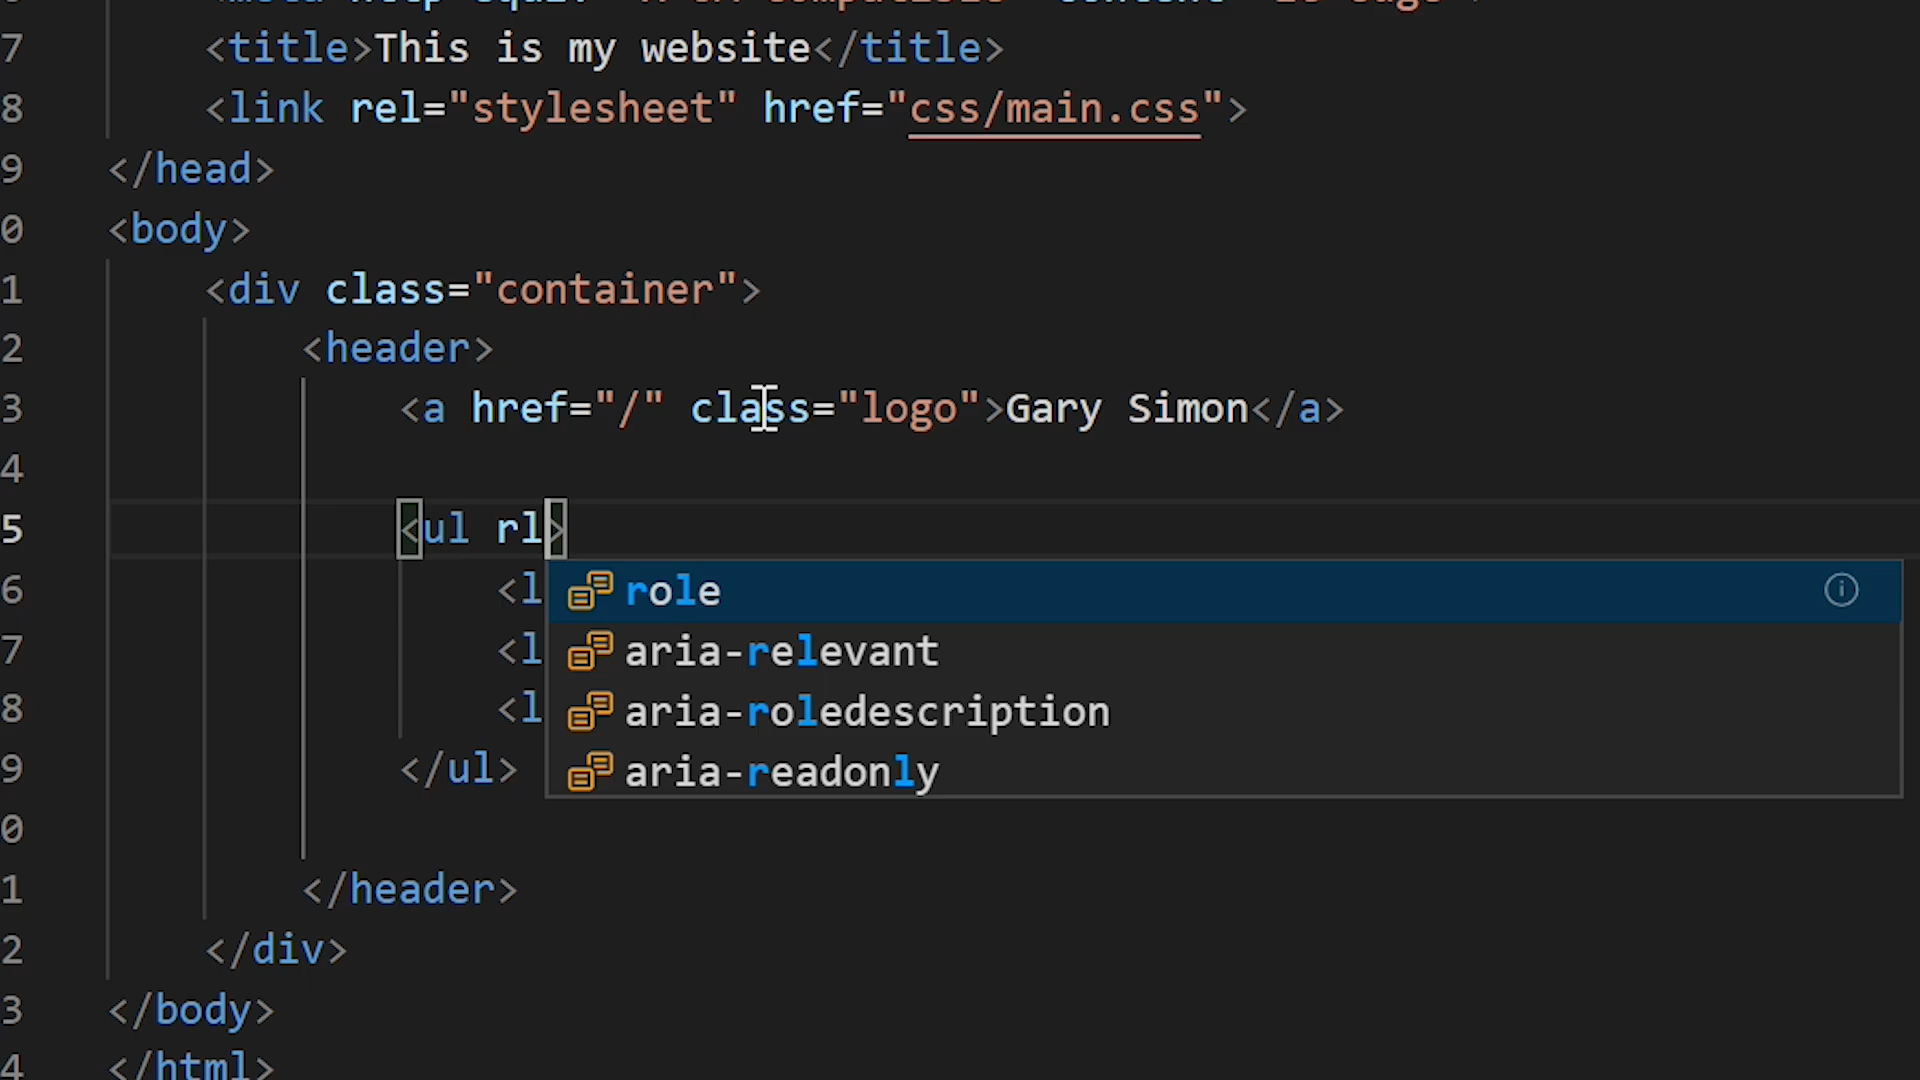 7 <title>This is my website</title>
8 <link rel="stylesheet" href="css/main.css">
9 </head>
0 <body>
1 <div class="container">
2 <header>
3 <a href="/" class="logo">Gary Simon</a>
4
5 <ul rl>
6 <l role
7 <l aria-relevant
8 <l aria-roledescription
9 </ul> aria-readonly
0
1 </header>
2 </div>
3 </body>
4 </html>